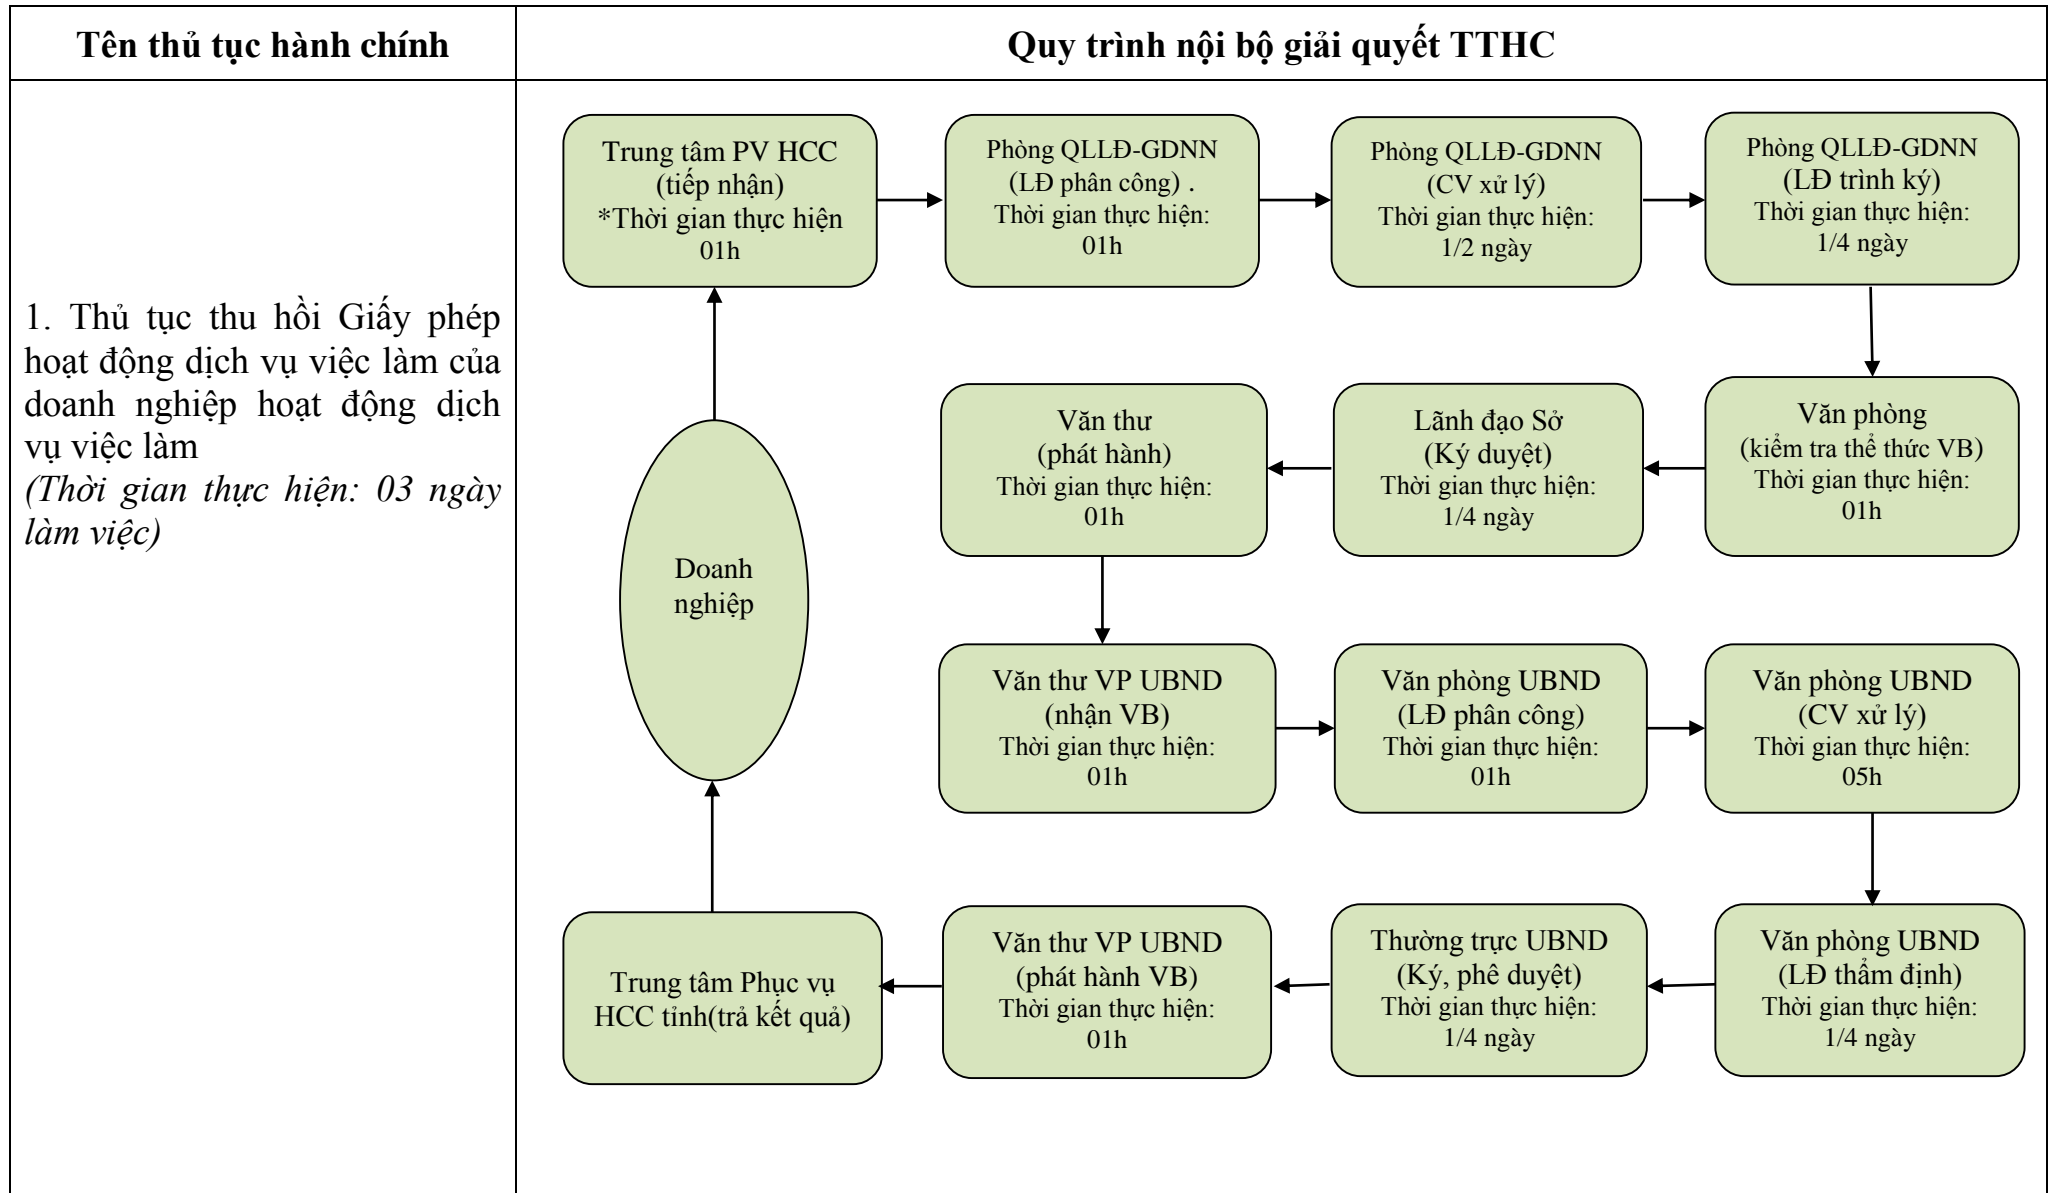 Tên thủ tục hành chính
Quy trình nội bộ giải quyết TTHC
1. Thủ tục thu hồi Giấy phép
hoạt động dịch vụ việc làm của
doanh nghiệp hoạt động dịch
vụ việc làm
(Thời gian thực hiện: 03 ngày
làm việc)
Trung tâm PV HCC
(tiếp nhận)
*Thời gian thực hiện
01h
Phòng QLLĐ-GDNN
(LĐ phân công) .
Thời gian thực hiện:
01h
Phòng QLLĐ-GDNN
(CV xử lý)
Thời gian thực hiện:
1/2 ngày
Phòng QLLĐ-GDNN
(LĐ trình ký)
Thời gian thực hiện:
1/4 ngày
Văn phòng
(kiểm tra thể thức VB)
Thời gian thực hiện:
01h
Lãnh đạo Sở
(Ký duyệt)
Thời gian thực hiện:
1/4 ngày
Văn thư
(phát hành)
Thời gian thực hiện:
01h
Doanh
nghiệp
Văn thư VP UBND
(nhận VB)
Thời gian thực hiện:
01h
Văn phòng UBND
(LĐ phân công)
Thời gian thực hiện:
01h
Văn phòng UBND
(CV xử lý)
Thời gian thực hiện:
05h
Văn phòng UBND
(LĐ thẩm định)
Thời gian thực hiện:
1/4 ngày
Thường trực UBND
(Ký, phê duyệt)
Thời gian thực hiện:
1/4 ngày
Văn thư VP UBND
(phát hành VB)
Thời gian thực hiện:
01h
Trung tâm Phục vụ
HCC tỉnh(trả kết quả)